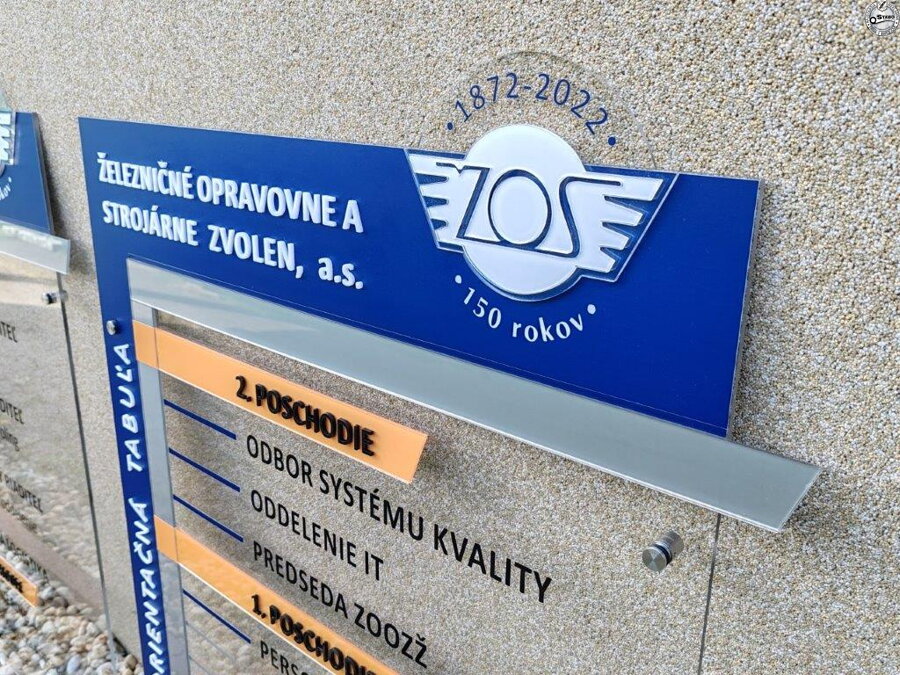 •1872-2022•
ŽELEZNIČNÉ OPRAVOVNE A
STROJÁRNE ZVOLEN, a.s.
ZOS
•150 rokov•
ORIENTAČNÁ TABUĽA
2. POSCHODIE
ODBOR SYSTÉMU KVALITY
ODDELENIE IT
PREDSEDA ZOOZŽ
1. POSCHODIE